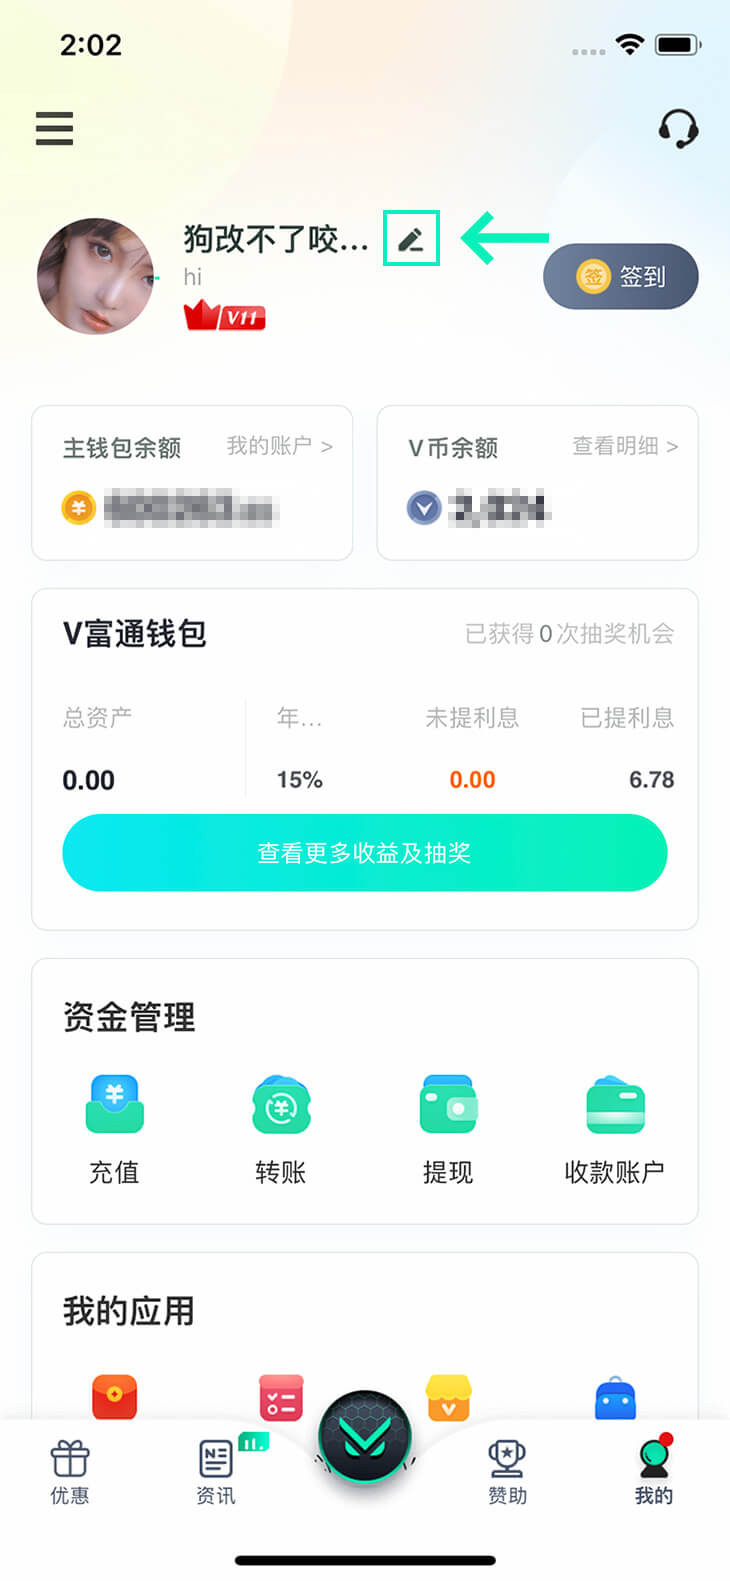 2:02
狗改不了咬...
hi
V11
签 签到
主钱包余额 我的账户 >
V币余额 查看明细 >
V富通钱包 已获得0次抽奖机会
总资产 年... 未提利息 已提利息
0.00 15% 0.00 6.78
查看更多收益及抽奖
资金管理
充值 转账 提现 收款账户
我的应用
优惠 资讯 赞助 我的